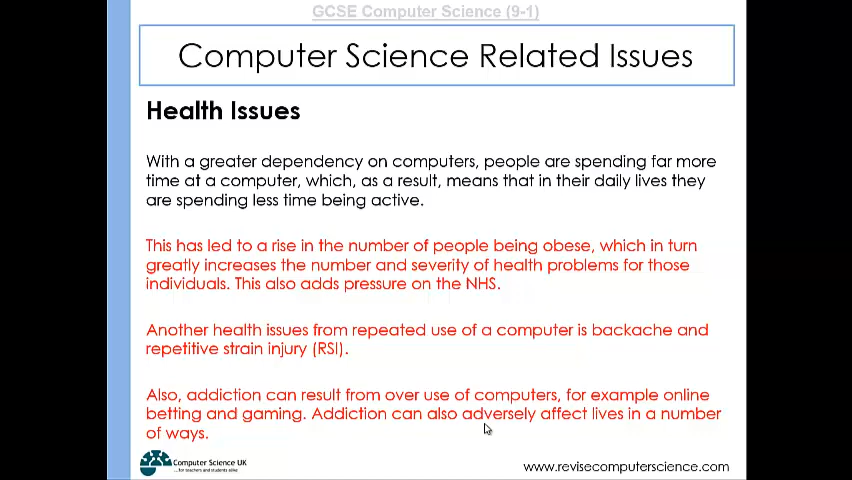 GCSE Computer Science (9-1)
Computer Science Related Issues
Health Issues
With a greater dependency on computers, people are spending far more
time at a computer, which, as a result, means that in their daily lives they
are spending less time being active.
This has led to a rise in the number of people being obese, which in turn
greatly increases the number and severity of health problems for those
individuals. This also adds pressure on the NHS.
Another health issues from repeated use of a computer is backache and
repetitive strain injury (RSI).
Also, addiction can result from over use of computers, for example online
betting and gaming. Addiction can also adversely affect lives in a number
of ways.
Computer Science UK
...for teachers and students alike
www.revisecomputerscience.com